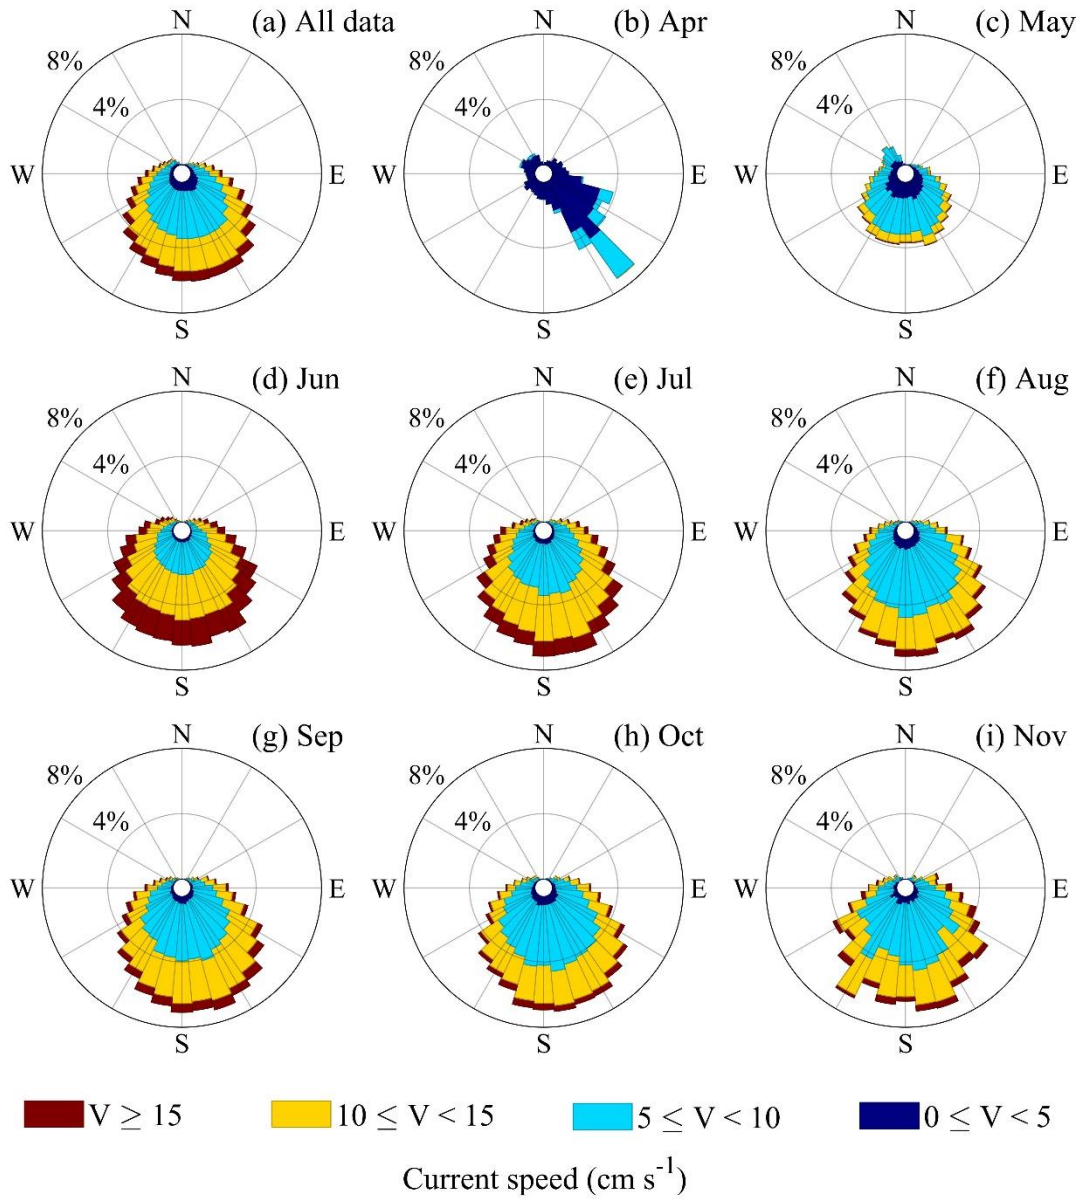 (a) All data
N
8%
4%
W
E
S
(b) Apr
N
8%
4%
W
E
S
(c) May
N
8%
4%
W
E
S
(d) Jun
N
8%
4%
W
E
S
(e) Jul
N
8%
4%
W
E
S
(f) Aug
N
8%
4%
W
E
S
(g) Sep
N
8%
4%
W
E
S
(h) Oct
N
8%
4%
W
E
S
(i) Nov
N
8%
4%
W
E
S
V ≥ 15
10 ≤ V < 15
5 ≤ V < 10
0 ≤ V < 5
Current speed (cm s⁻¹)